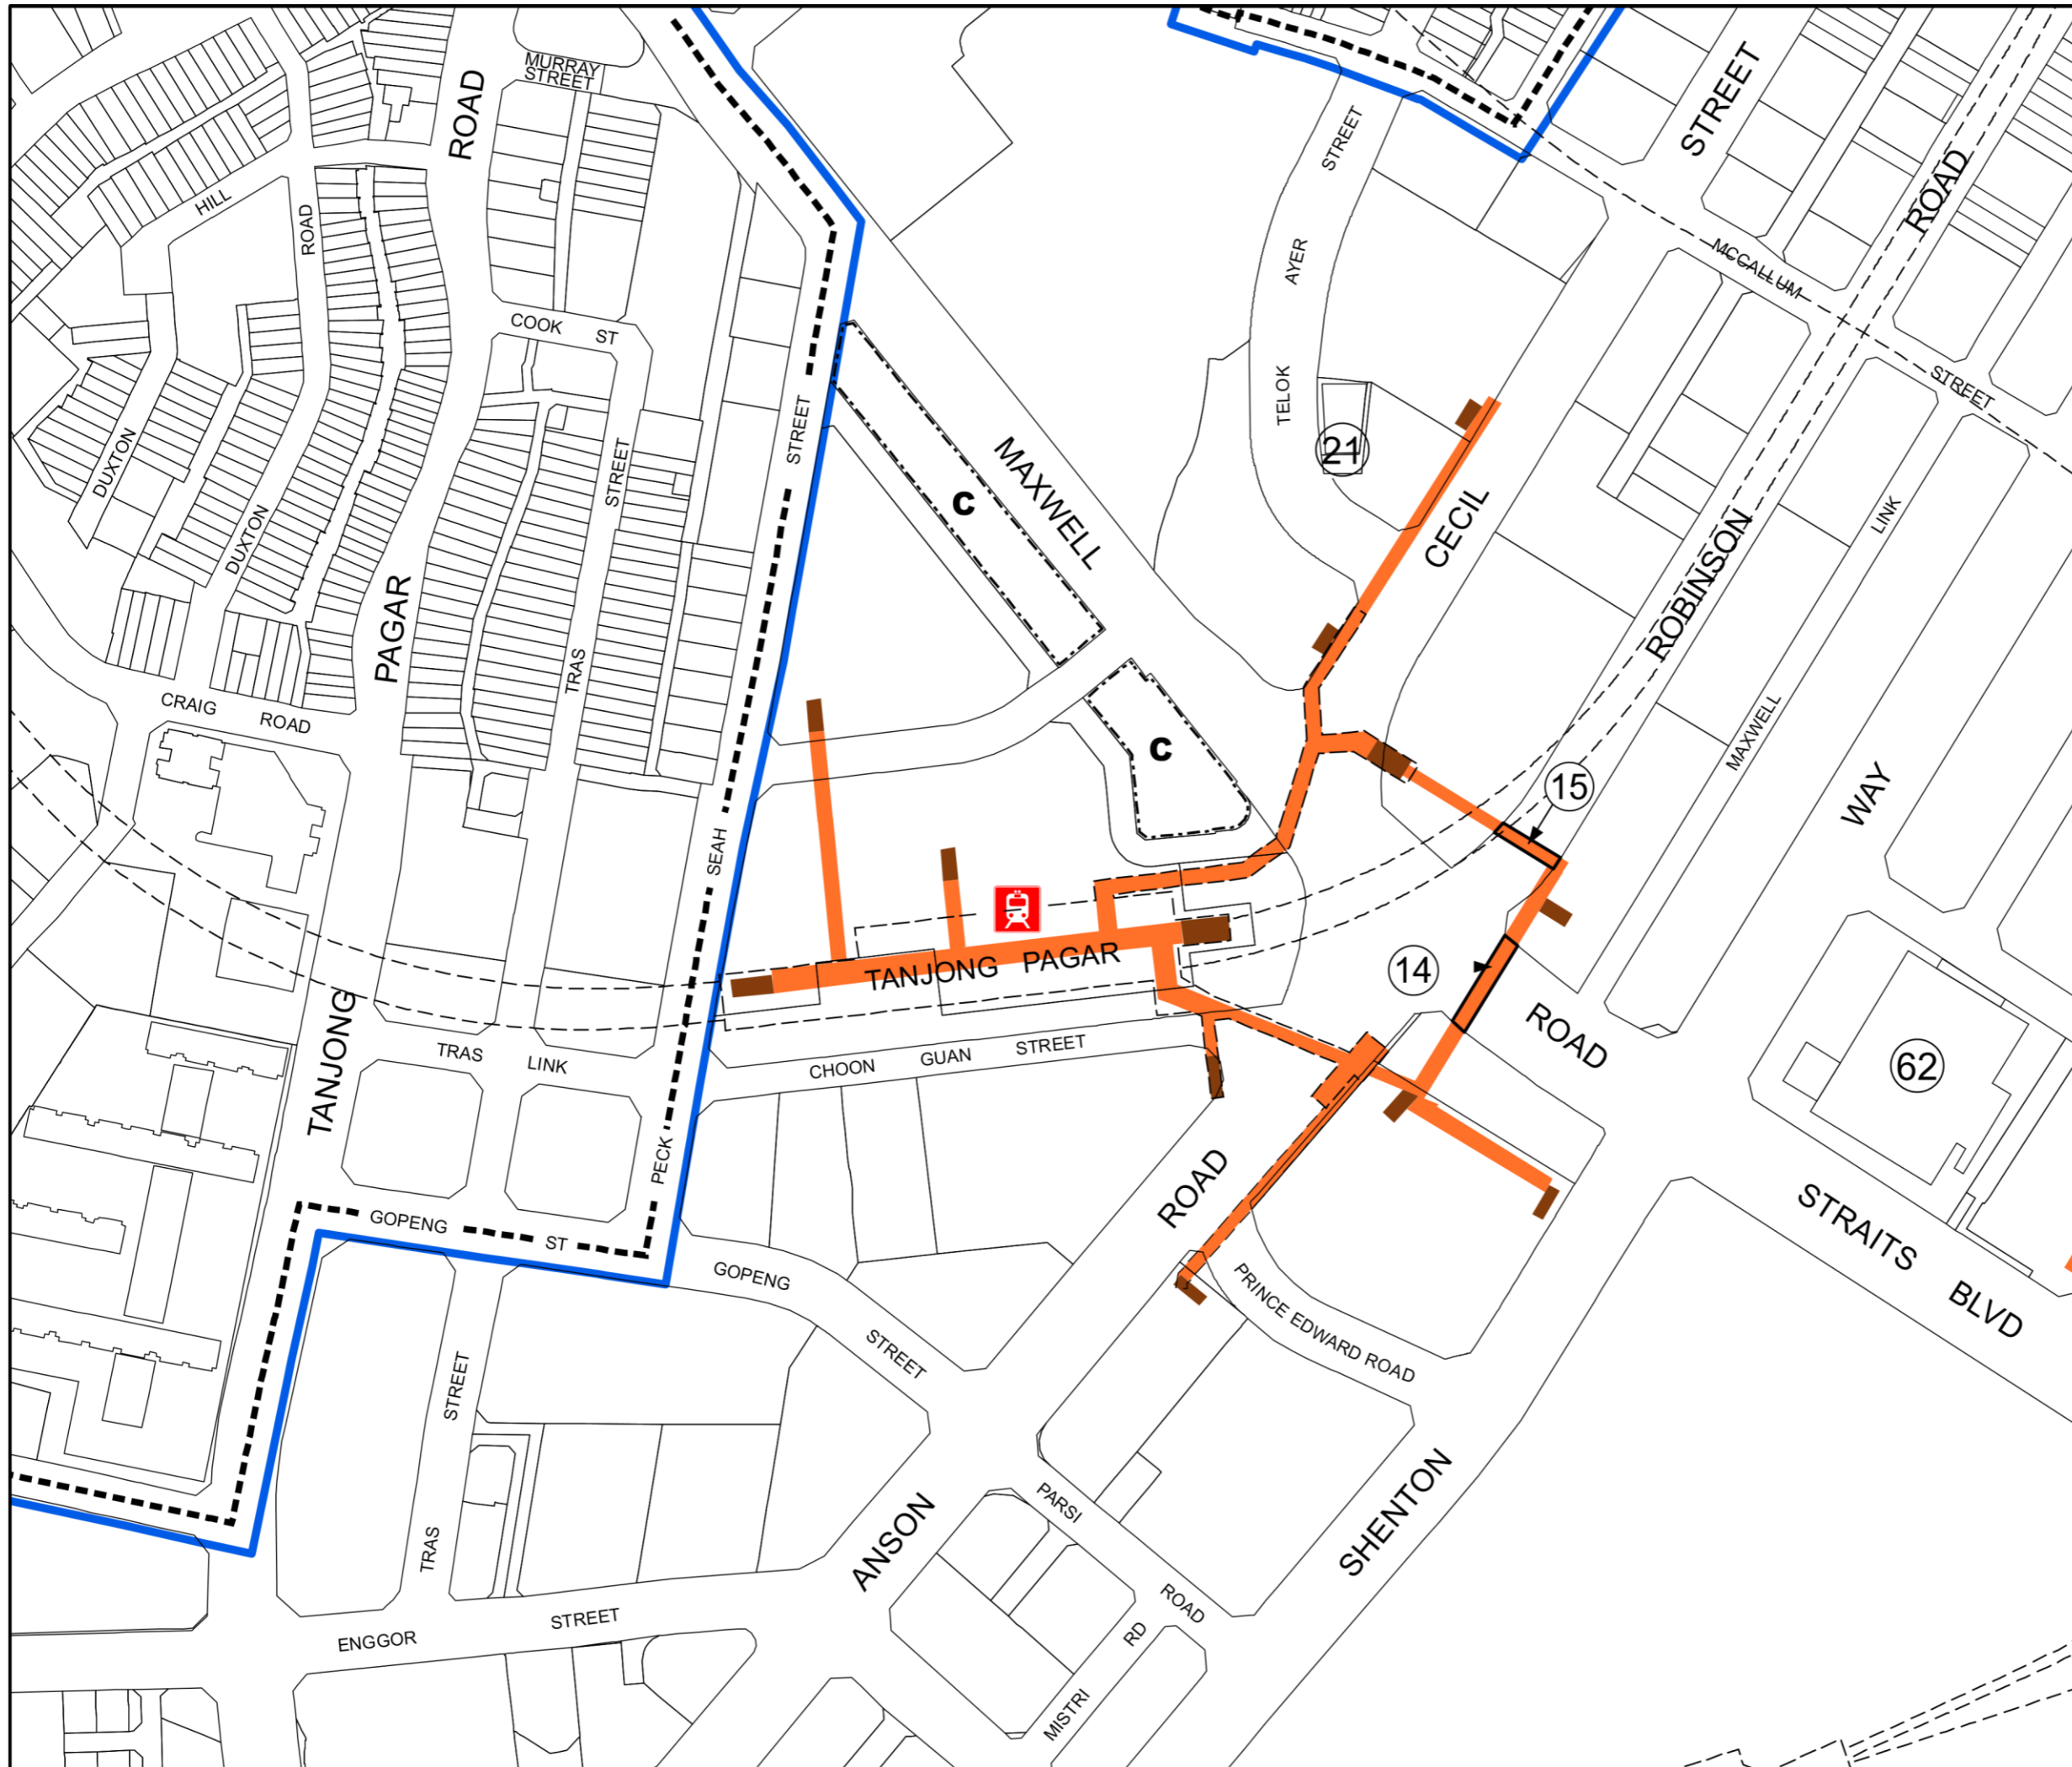 MURRAY
STREET
ROAD
STREET
STREET
ROAD
HILL
ROAD
AYER
MCCALLUM
COOK ST
TELOK
STREET
STREET
STREET
DUXTON
DUXTON
21
MAXWELL
C
CECIL
LINK
ROBINSON
PAGAR
TRAS
CRAIG ROAD
C
MAXWELL
15
WAY
SEAH
TANJONG PAGAR
14
ROAD
TANJONG
TRAS LINK
CHOON GUAN STREET
62
PECK
ROAD
GOPENG ST
GOPENG
PRINCE EDWARD ROAD
STRAITS
BLVD
STREET
STREET
TRAS
ANSON
PARSI
ROAD
SHENTON
ENGGOR STREET
MISTRI RD